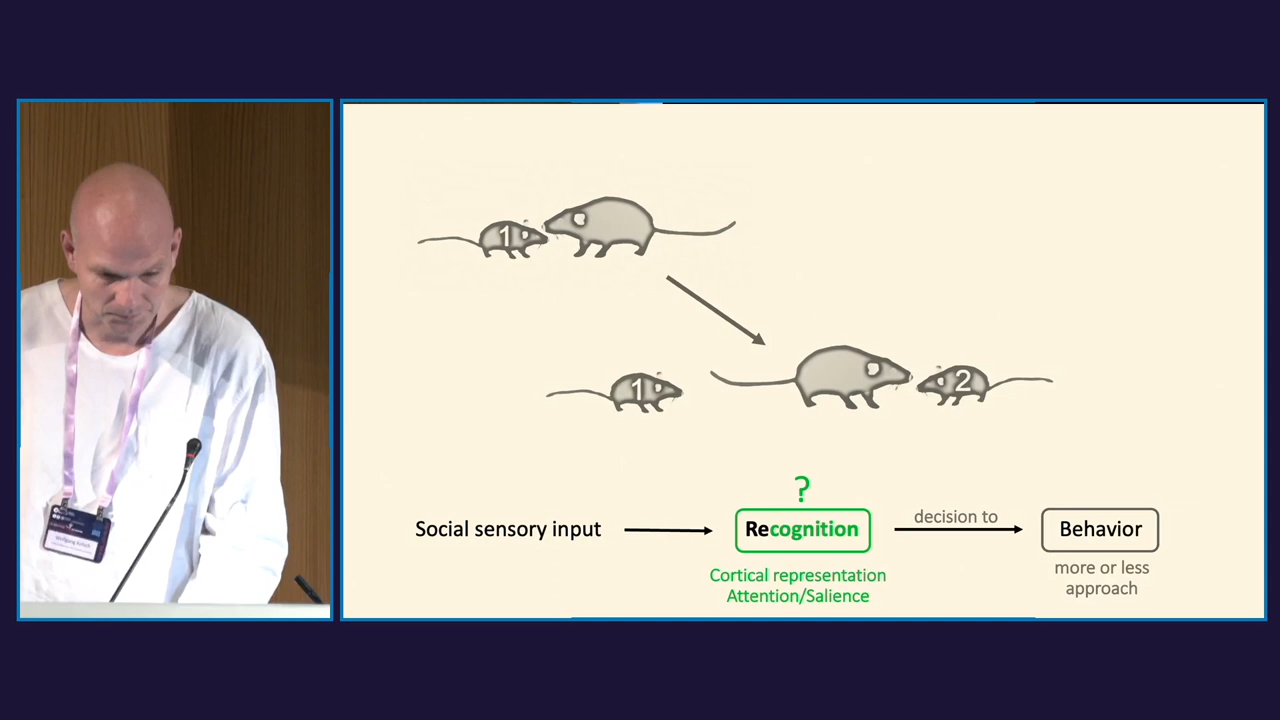 1
1
2
?
Social sensory input
Recognition
decision to
Behavior
Cortical representation
Attention/Salience
more or less
approach